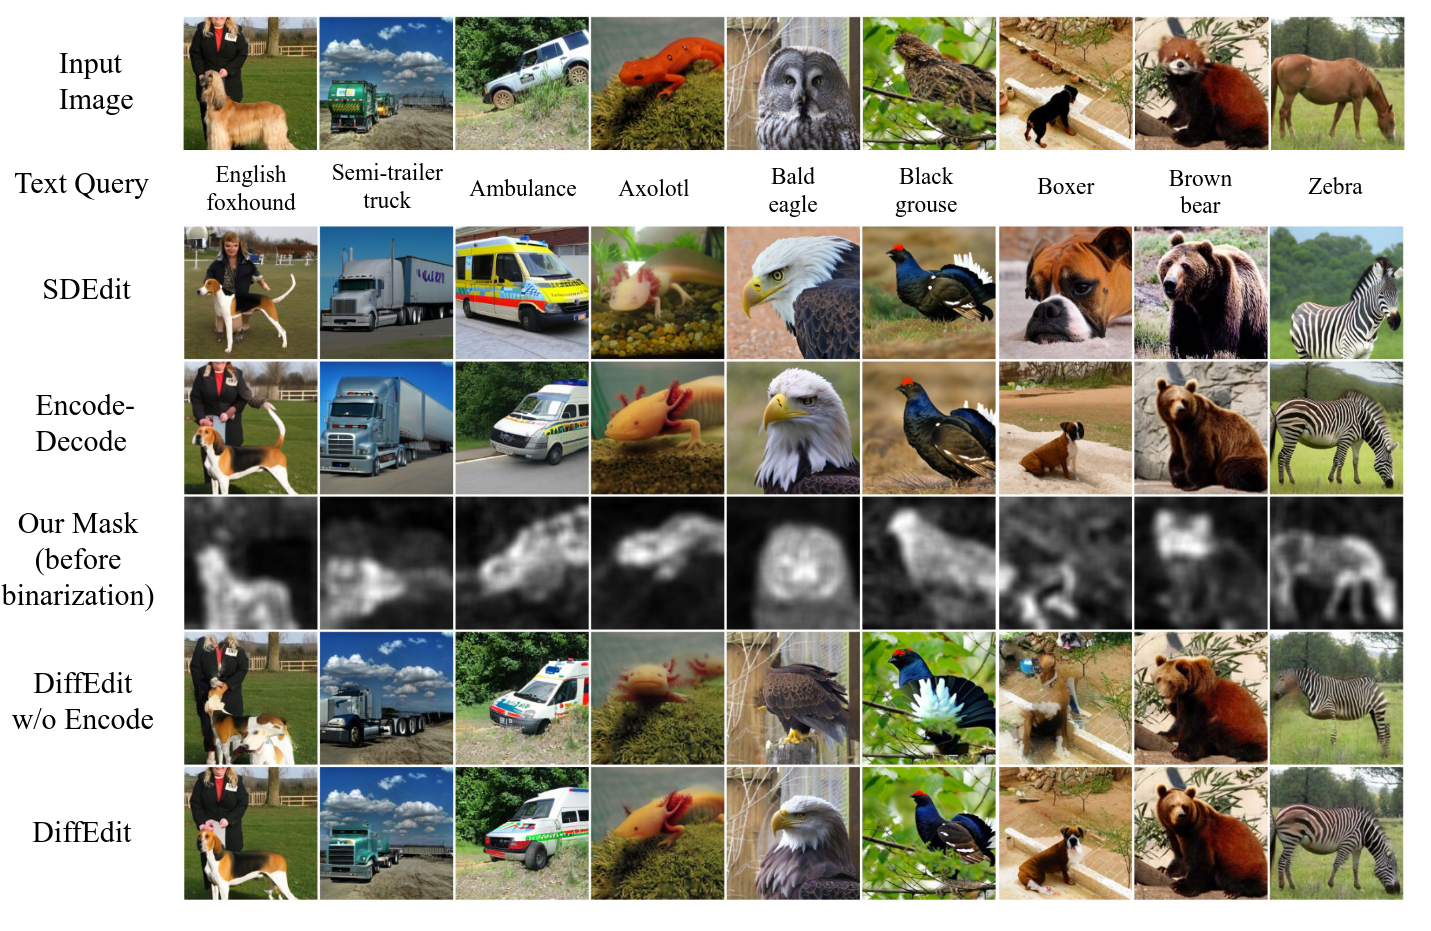 Input
Image
Text Query
English
foxhound
Semi-trailer
truck
Ambulance
Axolotl
Bald
eagle
Black
grouse
Boxer
Brown
bear
Zebra
SDEdit
Encode-
Decode
Our Mask
(before
binarization)
DiffEdit
w/o Encode
DiffEdit